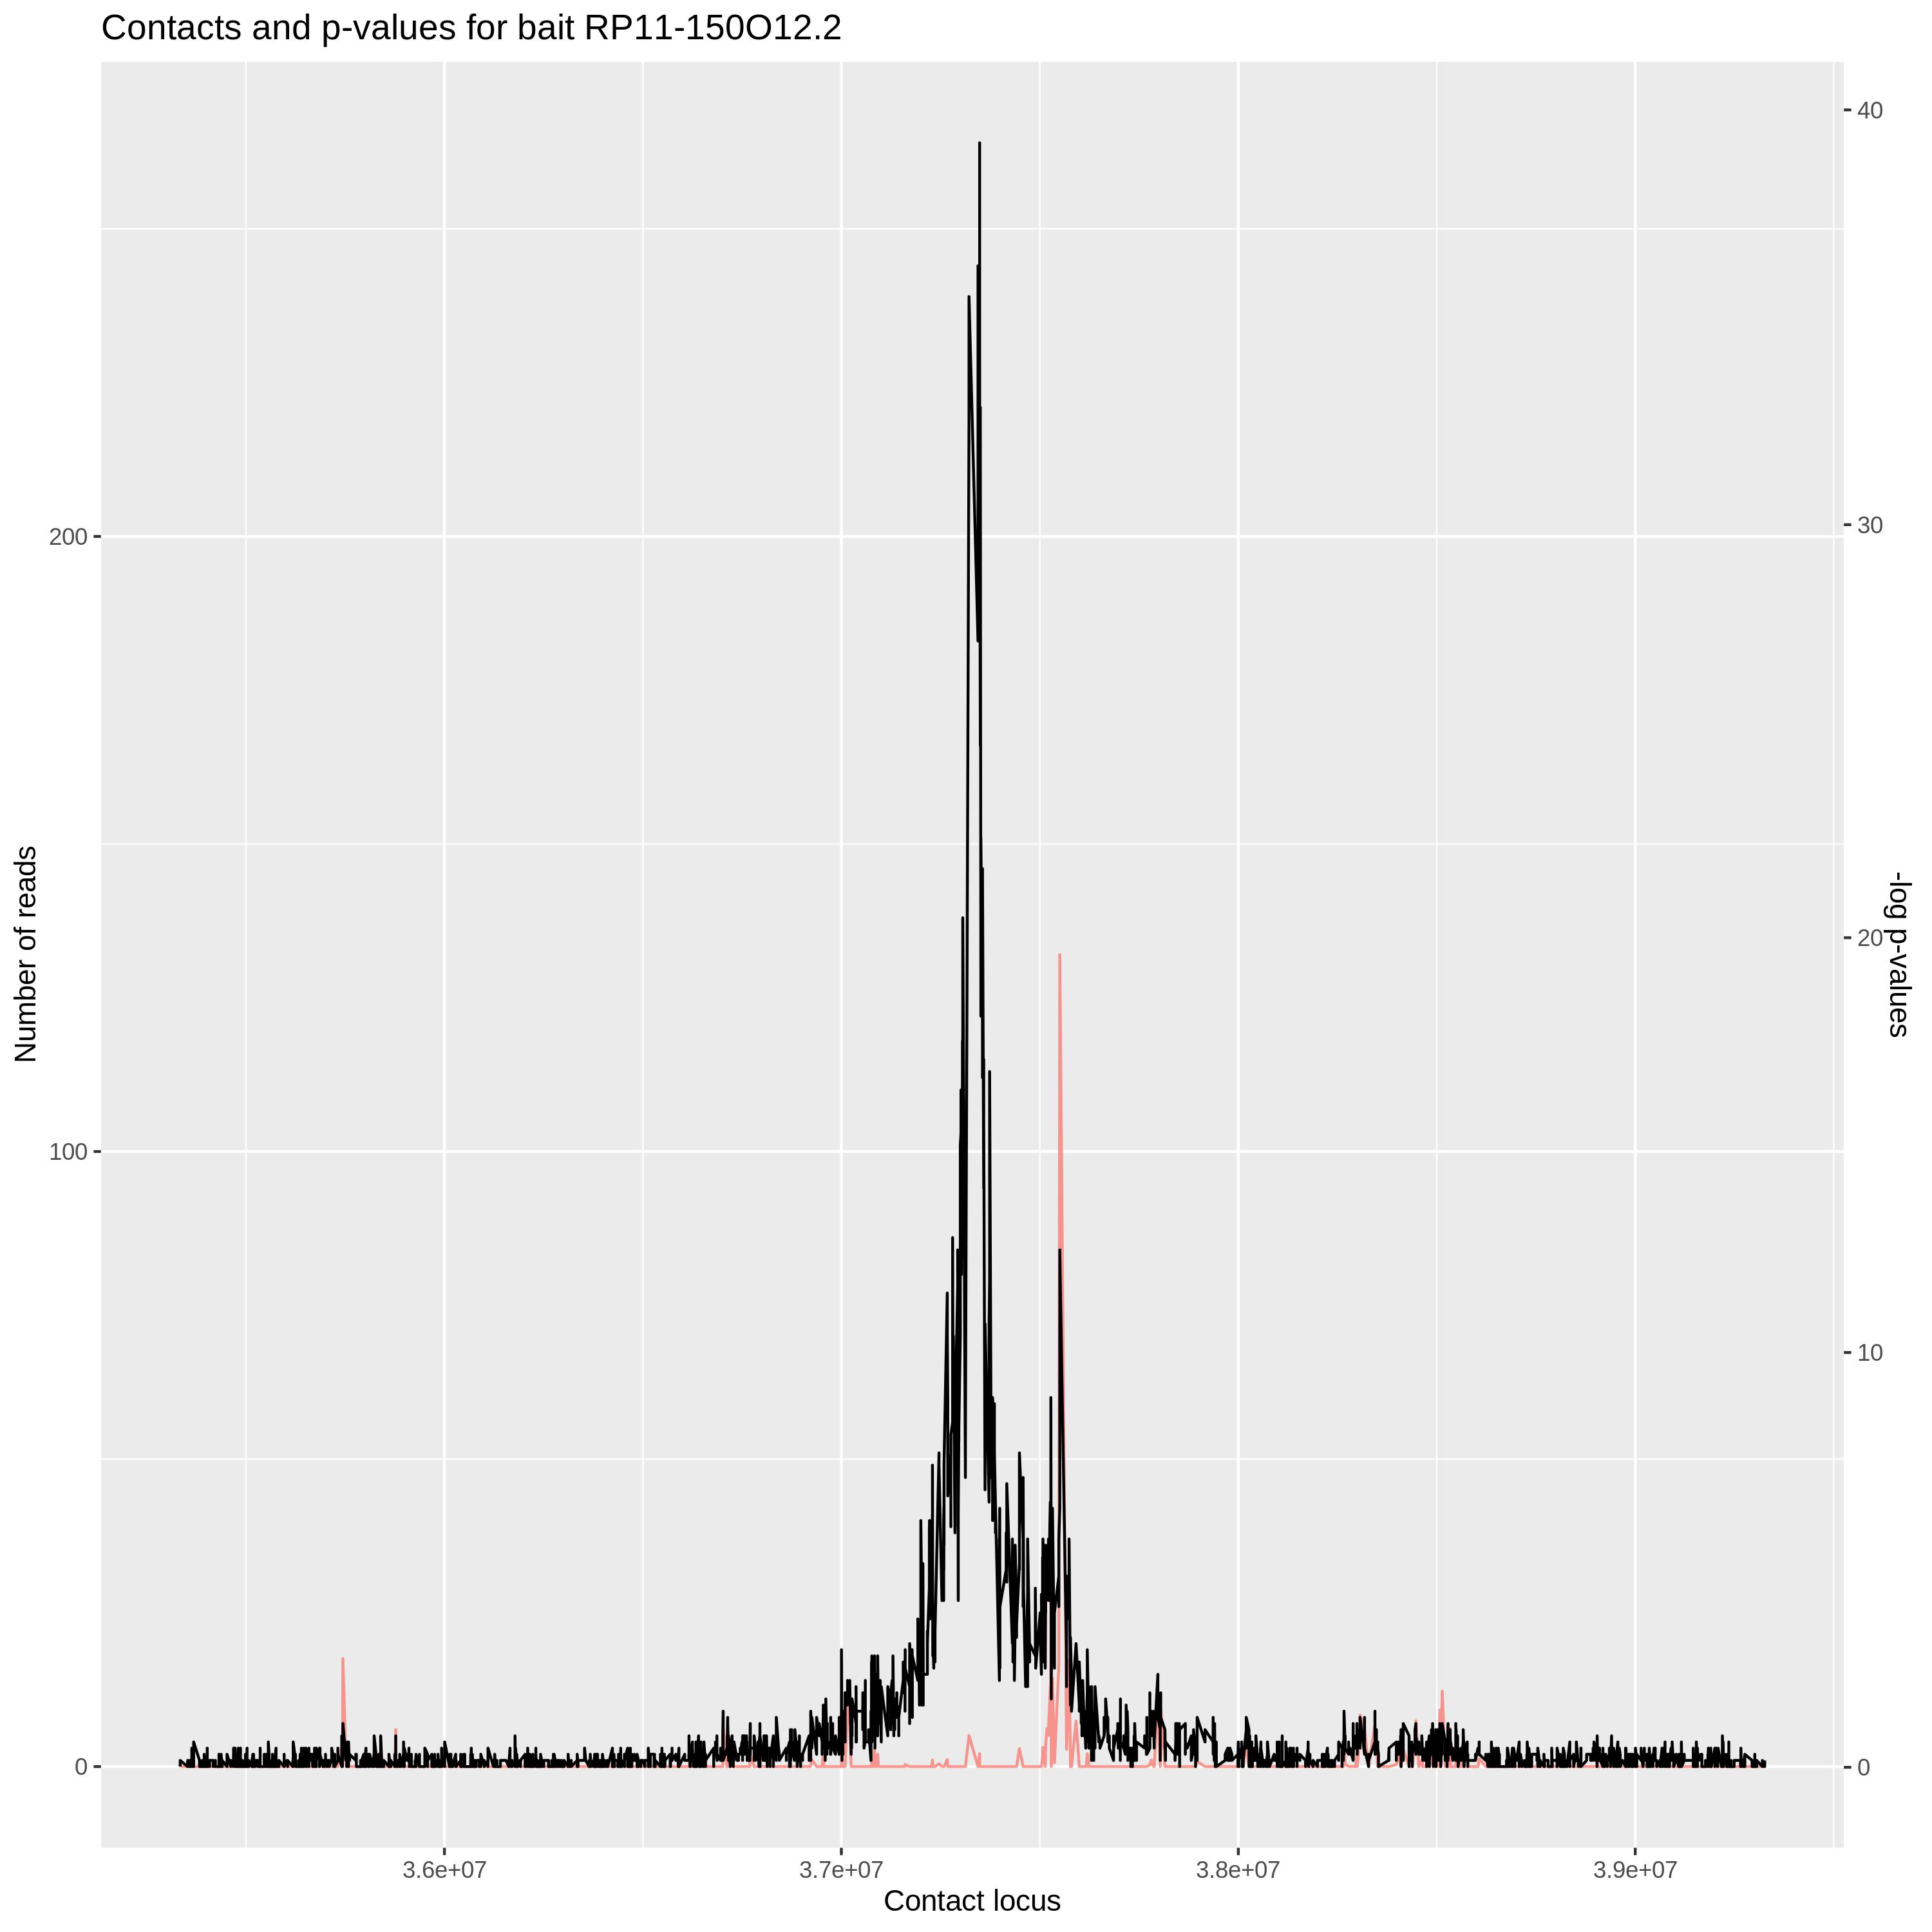 Contacts and p-values for bait RP11-150O12.2
Number of reads
200
100
0
40
30
20
10
0
-log p-values
3.6e+07
3.7e+07
3.8e+07
3.9e+07
Contact locus